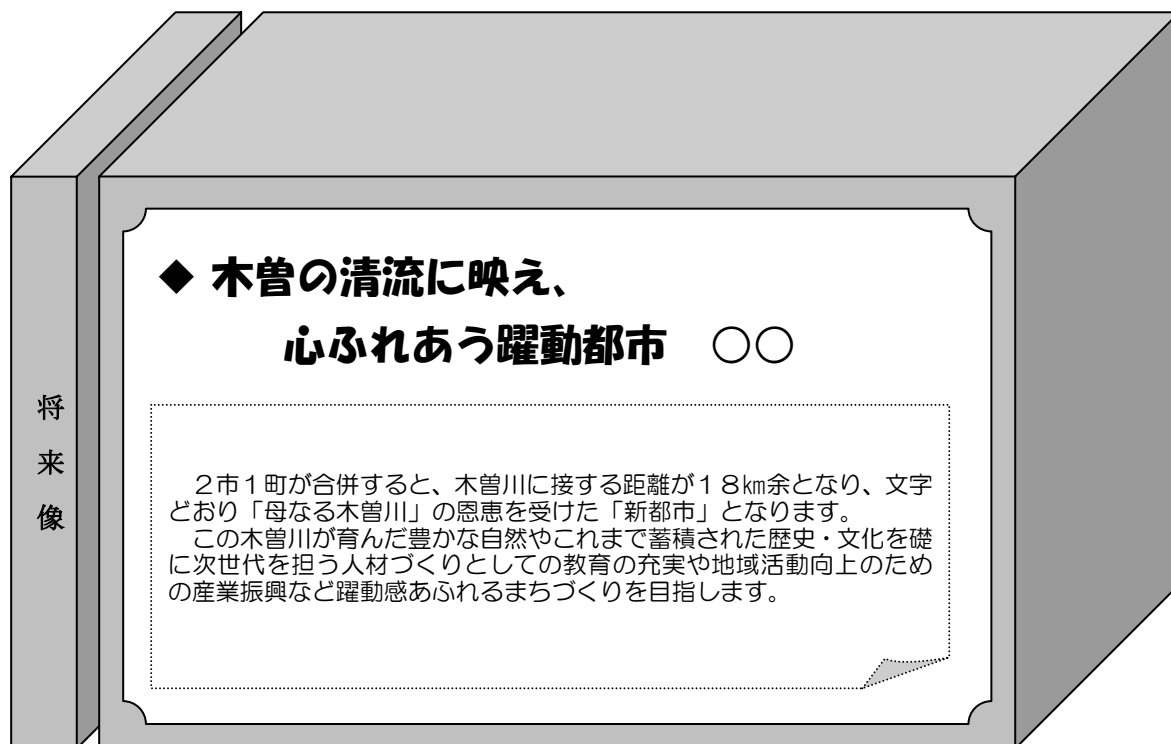 将来像
◆ 木曽の清流に映え、
心ふれあう躍動都市　○○
２市１町が合併すると、木曽川に接する距離が１８㎞余となり、文字
どおり「母なる木曽川」の恩恵を受けた「新都市」となります。
この木曽川が育んだ豊かな自然やこれまで蓄積された歴史・文化を礎
に次世代を担う人材づくりとしての教育の充実や地域活動向上のため
の産業振興など躍動感あふれるまちづくりを目指します。